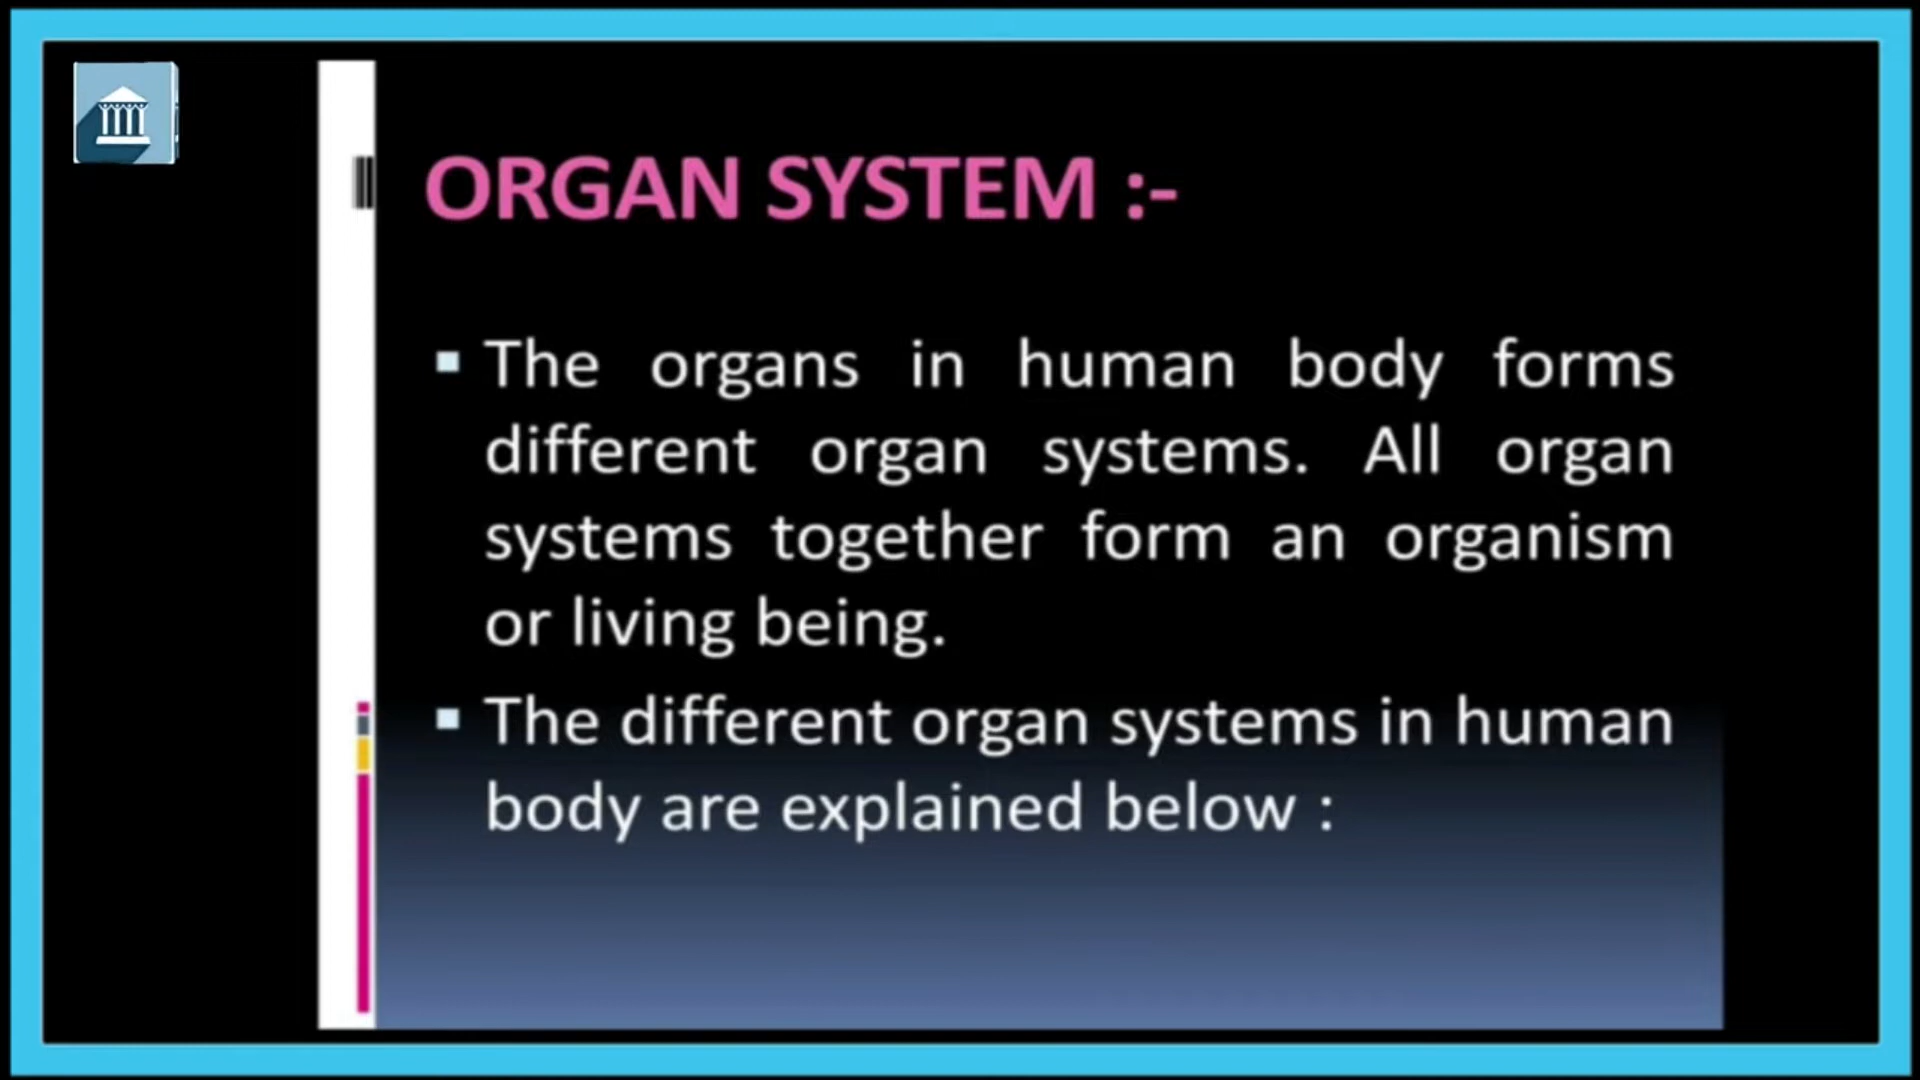 ORGAN SYSTEM :-
The organs in human body forms
different organ systems. All organ
systems together form an organism
or living being.
The different organ systems in human
body are explained below :